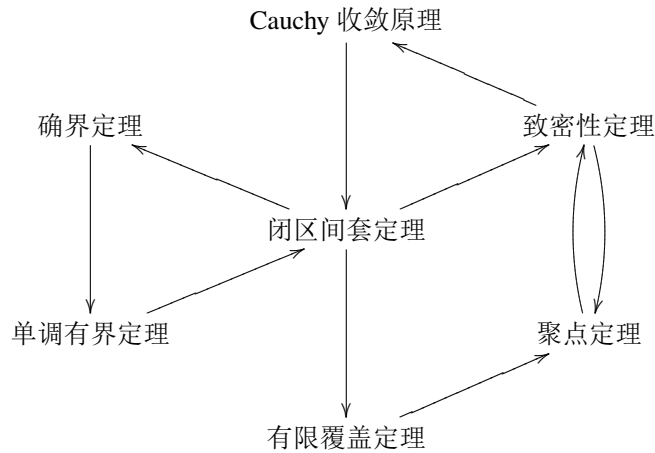 Cauchy 收敛原理
确界定理
致密性定理
闭区间套定理
单调有界定理
聚点定理
有限覆盖定理